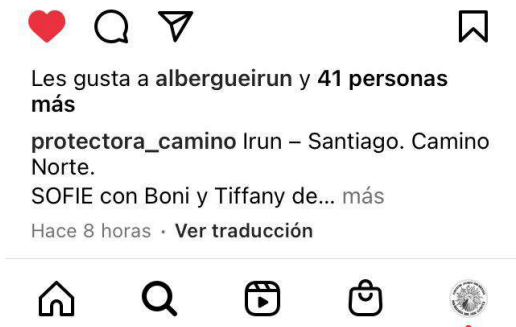 Les gusta a albergueirun y 41 personas
más
protectora_camino Irun – Santiago. Camino
Norte.
SOFIE con Boni y Tiffany de... más
Hace 8 horas · Ver traducción